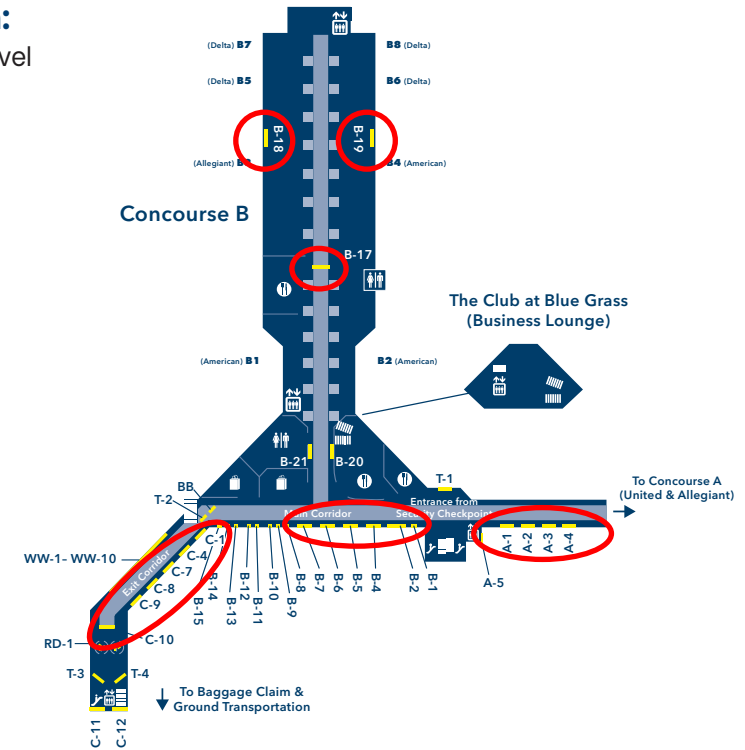 :
vel
(Delta) B7
B8 (Delta)
(Delta) B5
B6 (Delta)
B-18
B-19
(Allegiant)
B4 (American)
Concourse B
B-17
The Club at Blue Grass
(Business Lounge)
(American) B1
B2 (American)
B-21
B-20
BB
T-2
T-1
Entrance from
Security Checkpoint
Main Corridor
To Concourse A
(United & Allegiant)
WW-1- WW-10
Exit Corridor
C-1
C-4
C-7
C-8
C-9
C-10
B-15
B-14
B-13
B-12
B-11
B-10
B-9
B-8
B-7
B-6
B-5
B-4
B-2
B-1
A-5
A-1
A-2
A-3
A-4
RD-1
T-3
T-4
To Baggage Claim &
Ground Transportation
C-11
C-12